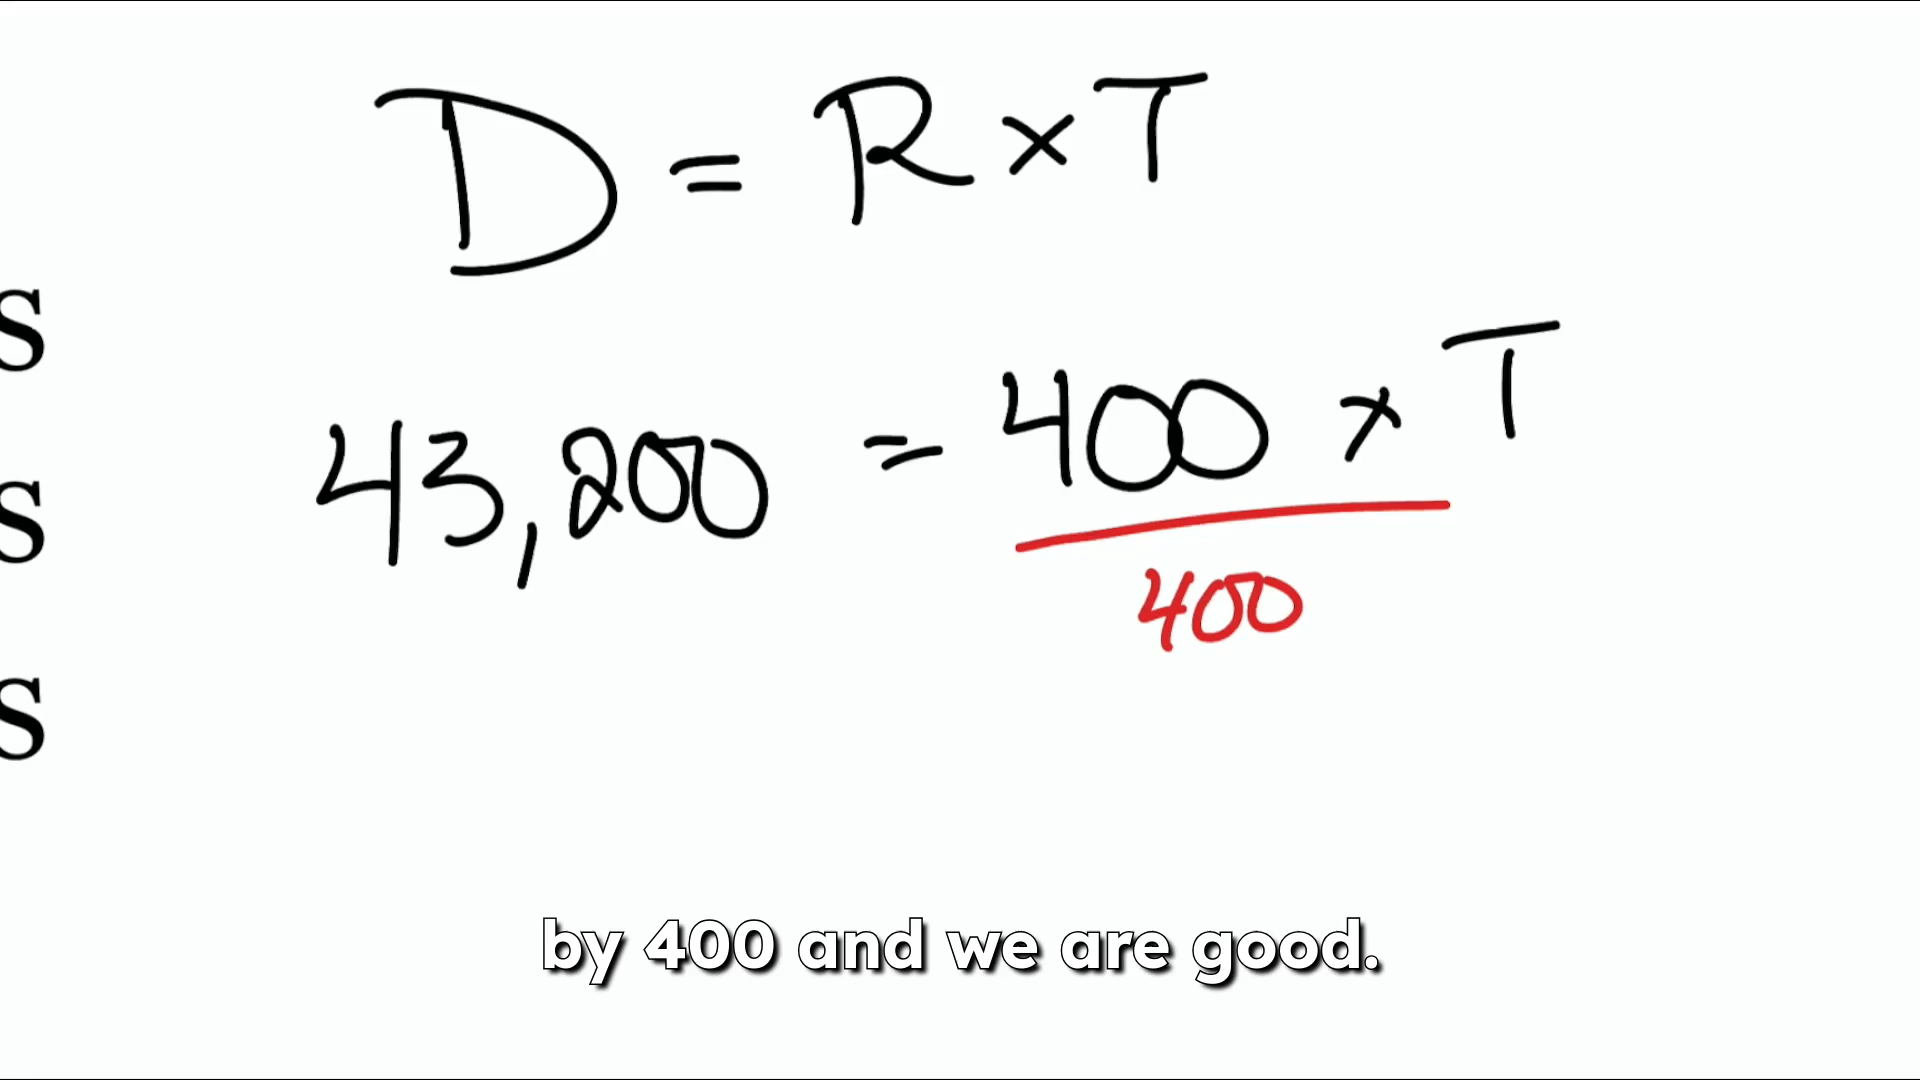 D = R × T
s
43,200 = 400 × T
400
s
s
by 400 and we are good.